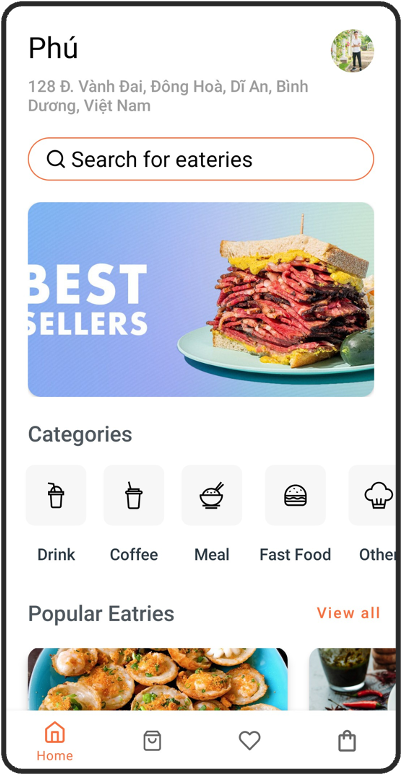 Phú
128 Đ. Vành Đai, Đông Hoà, Dĩ An, Bình
Dương, Việt Nam
Search for eateries
BEST
SELLERS
Categories
Drink
Coffee
Meal
Fast Food
Other
Popular Eatries
View all
Home